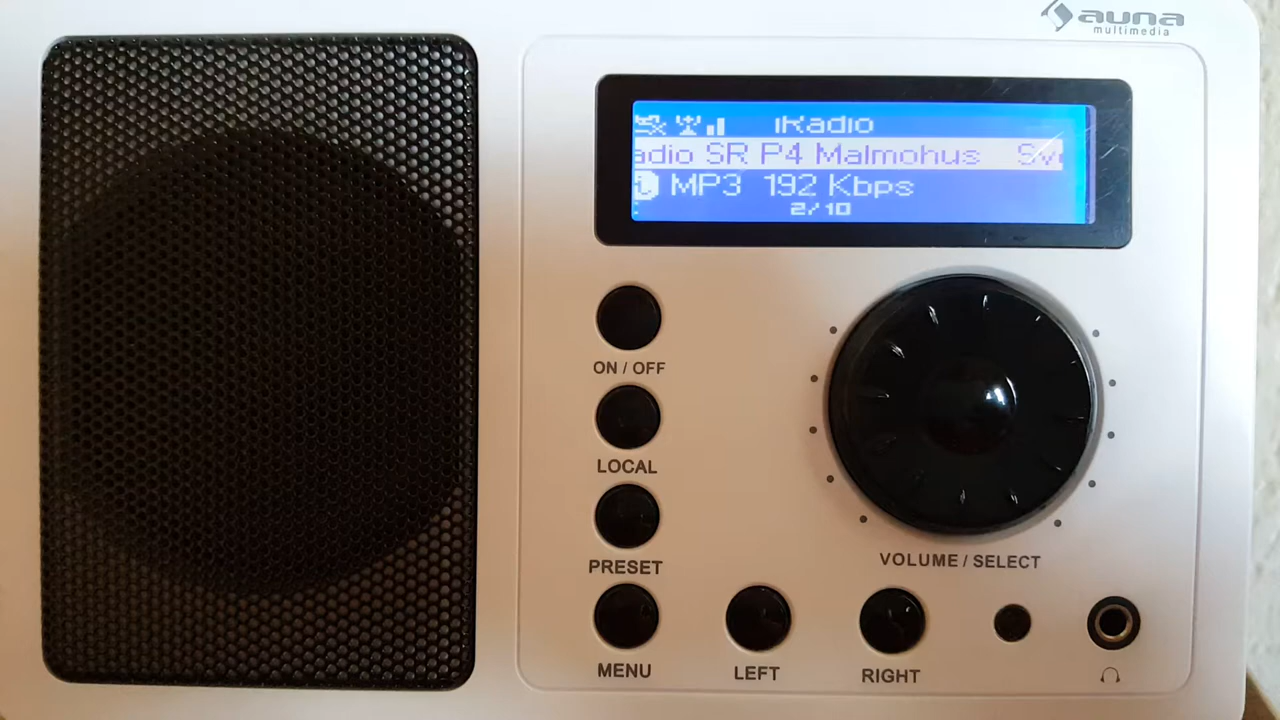 auna
multimedia
iRadio
adio SR P4 Malmohus Sve
MP3 192 Kbps
2/10
ON / OFF
LOCAL
PRESET
VOLUME / SELECT
MENU
LEFT
RIGHT